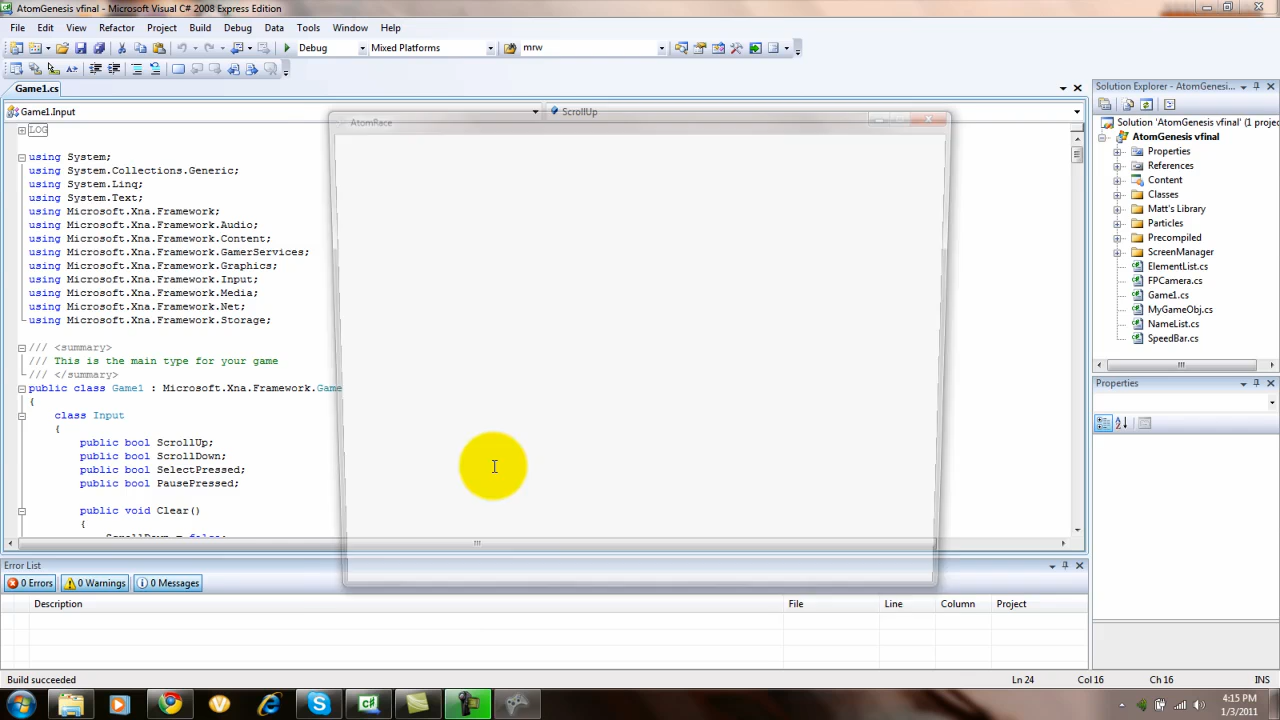 AtomGenesis vfinal - Microsoft Visual C# 2008 Express Edition
File Edit View Refactor Project Build Debug Data Tools Window Help
Debug Mixed Platforms mrw
Game1.cs
Game1.Input ScrollUp
AtomRace
LOG
using System;
using System.Collections.Generic;
using System.Linq;
using System.Text;
using Microsoft.Xna.Framework;
using Microsoft.Xna.Framework.Audio;
using Microsoft.Xna.Framework.Content;
using Microsoft.Xna.Framework.GamerServices;
using Microsoft.Xna.Framework.Graphics;
using Microsoft.Xna.Framework.Input;
using Microsoft.Xna.Framework.Media;
using Microsoft.Xna.Framework.Net;
using Microsoft.Xna.Framework.Storage;
/// <summary>
/// This is the main type for your game
/// </summary>
public class Game1 : Microsoft.Xna.Framework.Game
{
class Input
{
public bool ScrollUp;
public bool ScrollDown;
public bool SelectPressed;
public bool PausePressed;
public void Clear()
{
ScrollDown = false;
Solution Explorer - AtomGenesi...
Solution 'AtomGenesis vfinal' (1 projec
AtomGenesis vfinal
Properties
References
Content
Classes
Matt's Library
Particles
Precompiled
ScreenManager
ElementList.cs
FPCamera.cs
Game1.cs
MyGameObj.cs
NameList.cs
SpeedBar.cs
Properties
Error List
0 Errors 0 Warnings 0 Messages
Description File Line Column Project
Build succeeded Ln 24 Col 16 Ch 16 INS
4:15 PM
1/3/2011